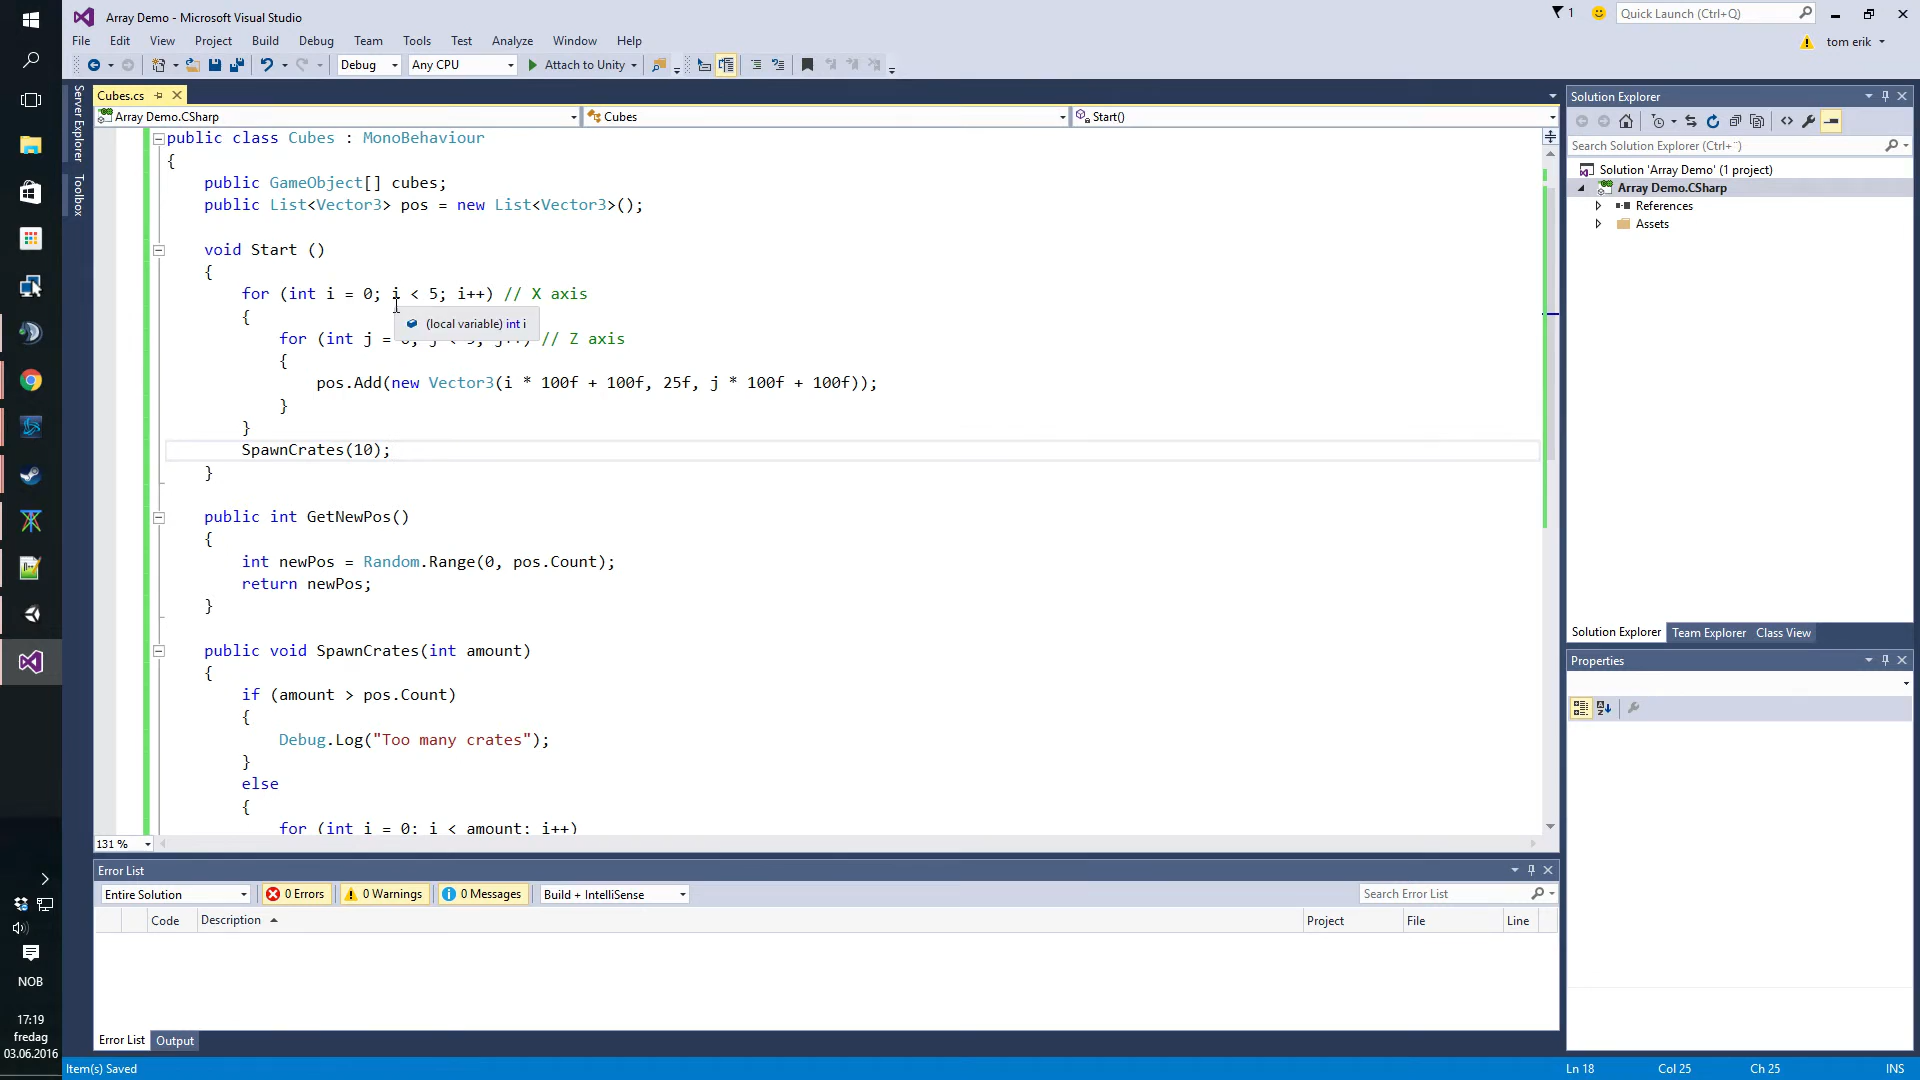 Array Demo - Microsoft Visual Studio
1
Quick Launch (Ctrl+Q)
File Edit View Project Build Debug Team Tools Test Analyze Window Help
tom erik
Debug Any CPU Attach to Unity
Server Explorer
Toolbox
Cubes.cs
Array Demo.CSharp Cubes Start()
public class Cubes : MonoBehaviour
{
public GameObject[] cubes;
public List<Vector3> pos = new List<Vector3>();
void Start ()
{
for (int i = 0; i < 5; i++) // X axis
{
(local variable) int i
for (int j = // Z axis
{
pos.Add(new Vector3(i * 100f + 100f, 25f, j * 100f + 100f));
}
}
SpawnCrates(10);
}
public int GetNewPos()
{
int newPos = Random.Range(0, pos.Count);
return newPos;
}
public void SpawnCrates(int amount)
{
if (amount > pos.Count)
{
Debug.Log("Too many crates");
}
else
{
for (int i = 0; i < amount; i++)
131 %
Solution Explorer
Search Solution Explorer (Ctrl+¨)
Solution 'Array Demo' (1 project)
Array Demo.CSharp
References
Assets
Solution Explorer Team Explorer Class View
Properties
Error List
Entire Solution 0 Errors 0 Warnings 0 Messages Build + IntelliSense
Search Error List
Code Description Project File Line
Error List Output
NOB
17:19
fredag
03.06.2016
Item(s) Saved
Ln 18 Col 25 Ch 25 INS